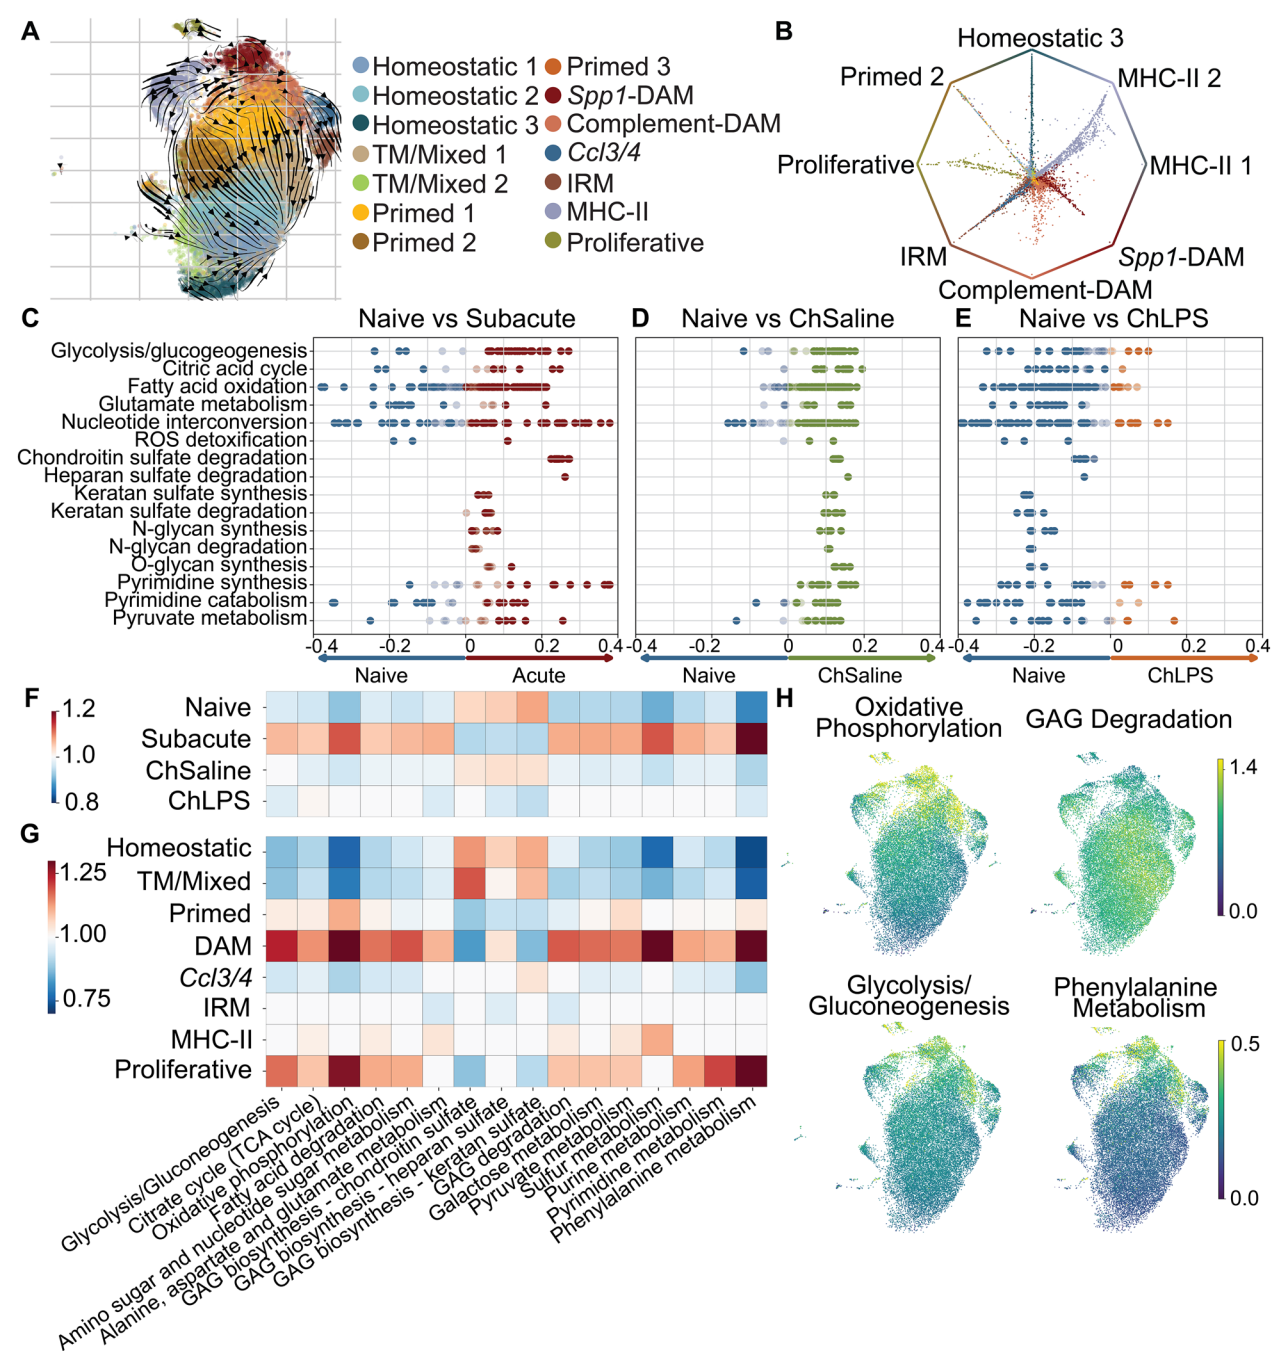 A
Homeostatic 1
Homeostatic 2
Homeostatic 3
TM/Mixed 1
TM/Mixed 2
Primed 1
Primed 2
Primed 3
Spp1-DAM
Complement-DAM
Ccl3/4
IRM
MHC-II
Proliferative
B
Homeostatic 3
Primed 2
MHC-II 2
Proliferative
MHC-II 1
IRM
Spp1-DAM
Complement-DAM
C
Naive vs Subacute
D
Naive vs ChSaline
E
Naive vs ChLPS
Glycolysis/glucogeogenesis
Citric acid cycle
Fatty acid oxidation
Glutamate metabolism
Nucleotide interconversion
ROS detoxification
Chondroitin sulfate degradation
Heparan sulfate degradation
Keratan sulfate synthesis
Keratan sulfate degradation
N-glycan synthesis
N-glycan degradation
O-glycan synthesis
Pyrimidine synthesis
Pyrimidine catabolism
Pyruvate metabolism
-0.4 -0.2 0 0.2 0.4
-0.4 -0.2 0 0.2 0.4
-0.4 -0.2 0 0.2 0.4
Naive Acute Naive ChSaline Naive ChLPS
F
1.2
1.0
0.8
Naive
Subacute
ChSaline
ChLPS
G
1.25
1.00
0.75
Homeostatic
TM/Mixed
Primed
DAM
Ccl3/4
IRM
MHC-II
Proliferative
Glycolysis/Gluconeogenesis
Citrate cycle (TCA cycle)
Oxidative phosphorylation
Fatty acid degradation
Amino sugar and nucleotide sugar metabolism
Alanine, aspartate and glutamate metabolism
GAG biosynthesis - chondroitin sulfate
GAG biosynthesis - heparan sulfate
GAG biosynthesis - keratan sulfate
GAG degradation
Galactose metabolism
Pyruvate metabolism
Sulfur metabolism
Purine metabolism
Pyrimidine metabolism
Phenylalanine metabolism
H
Oxidative
Phosphorylation
GAG Degradation
1.4
0.0
Glycolysis/
Gluconeogenesis
Phenylalanine
Metabolism
0.5
0.0